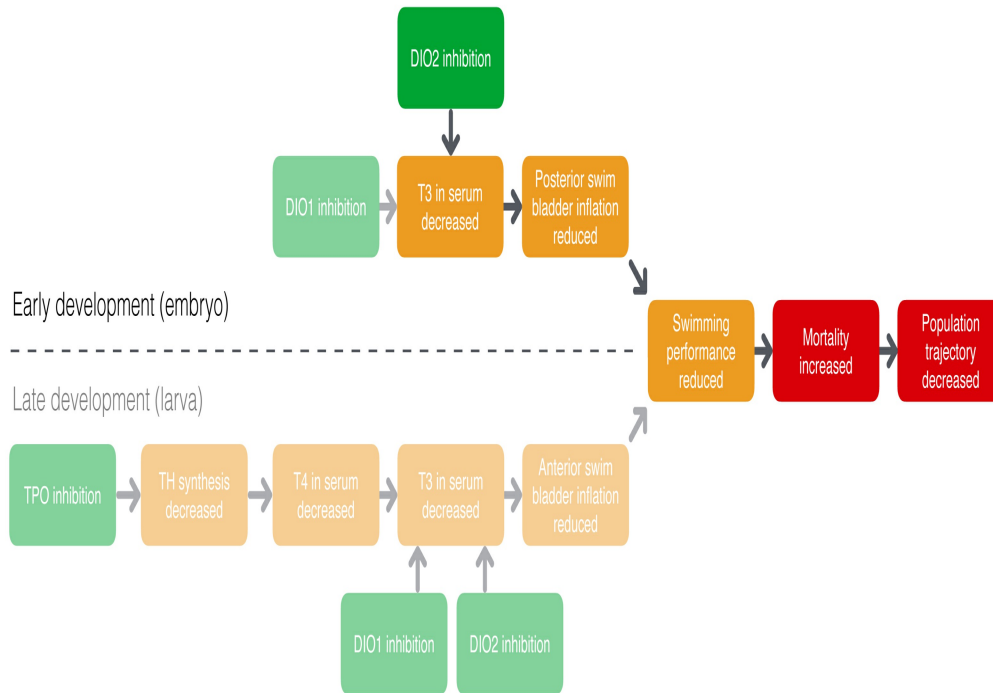 DIO2 inhibition
DIO1 inhibition
T3 in serum
decreased
Posterior swim
bladder inflation
reduced
Early development (embryo)
Swimming
performance
reduced
Mortality
increased
Population
trajectory
decreased
Late development (larva)
TPO inhibition
TH synthesis
decreased
T4 in serum
decreased
T3 in serum
decreased
Anterior swim
bladder inflation
reduced
DIO1 inhibition
DIO2 inhibition